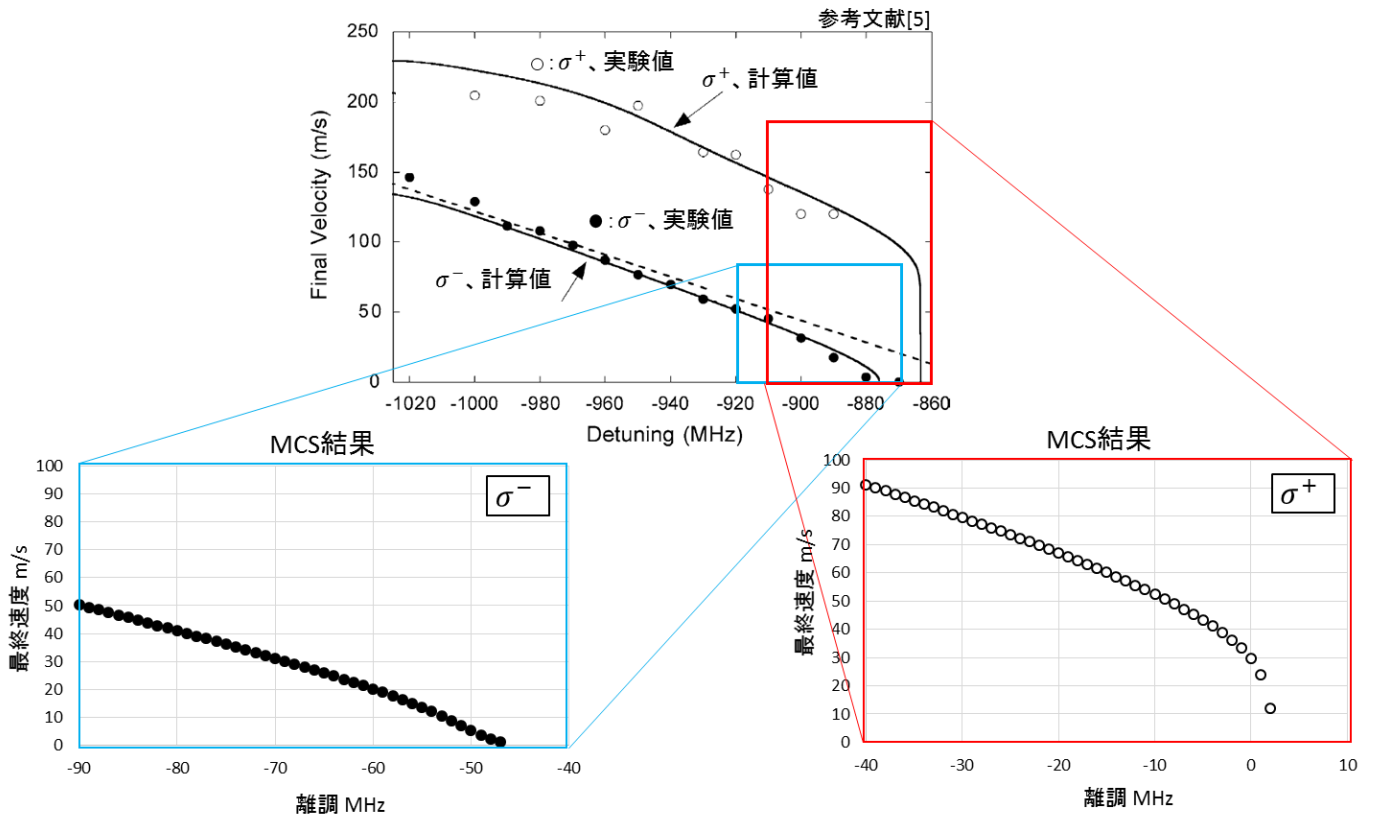 参考文献[5]
250
200
150
100
50
0
Final Velocity (m/s)
○: σ⁺、実験値
σ⁺、計算値
●: σ⁻、実験値
σ⁻、計算値
-1020 -1000 -980 -960 -940 -920 -900 -880 -860
Detuning (MHz)
MCS結果
100
90
80
70
60
50
40
30
20
10
0
最終速度 m/s
σ⁻
-90 -80 -70 -60 -50 -40
離調 MHz
MCS結果
100
90
80
70
60
50
40
30
20
10
0
最終速度 m/s
σ⁺
-40 -30 -20 -10 0 10
離調 MHz